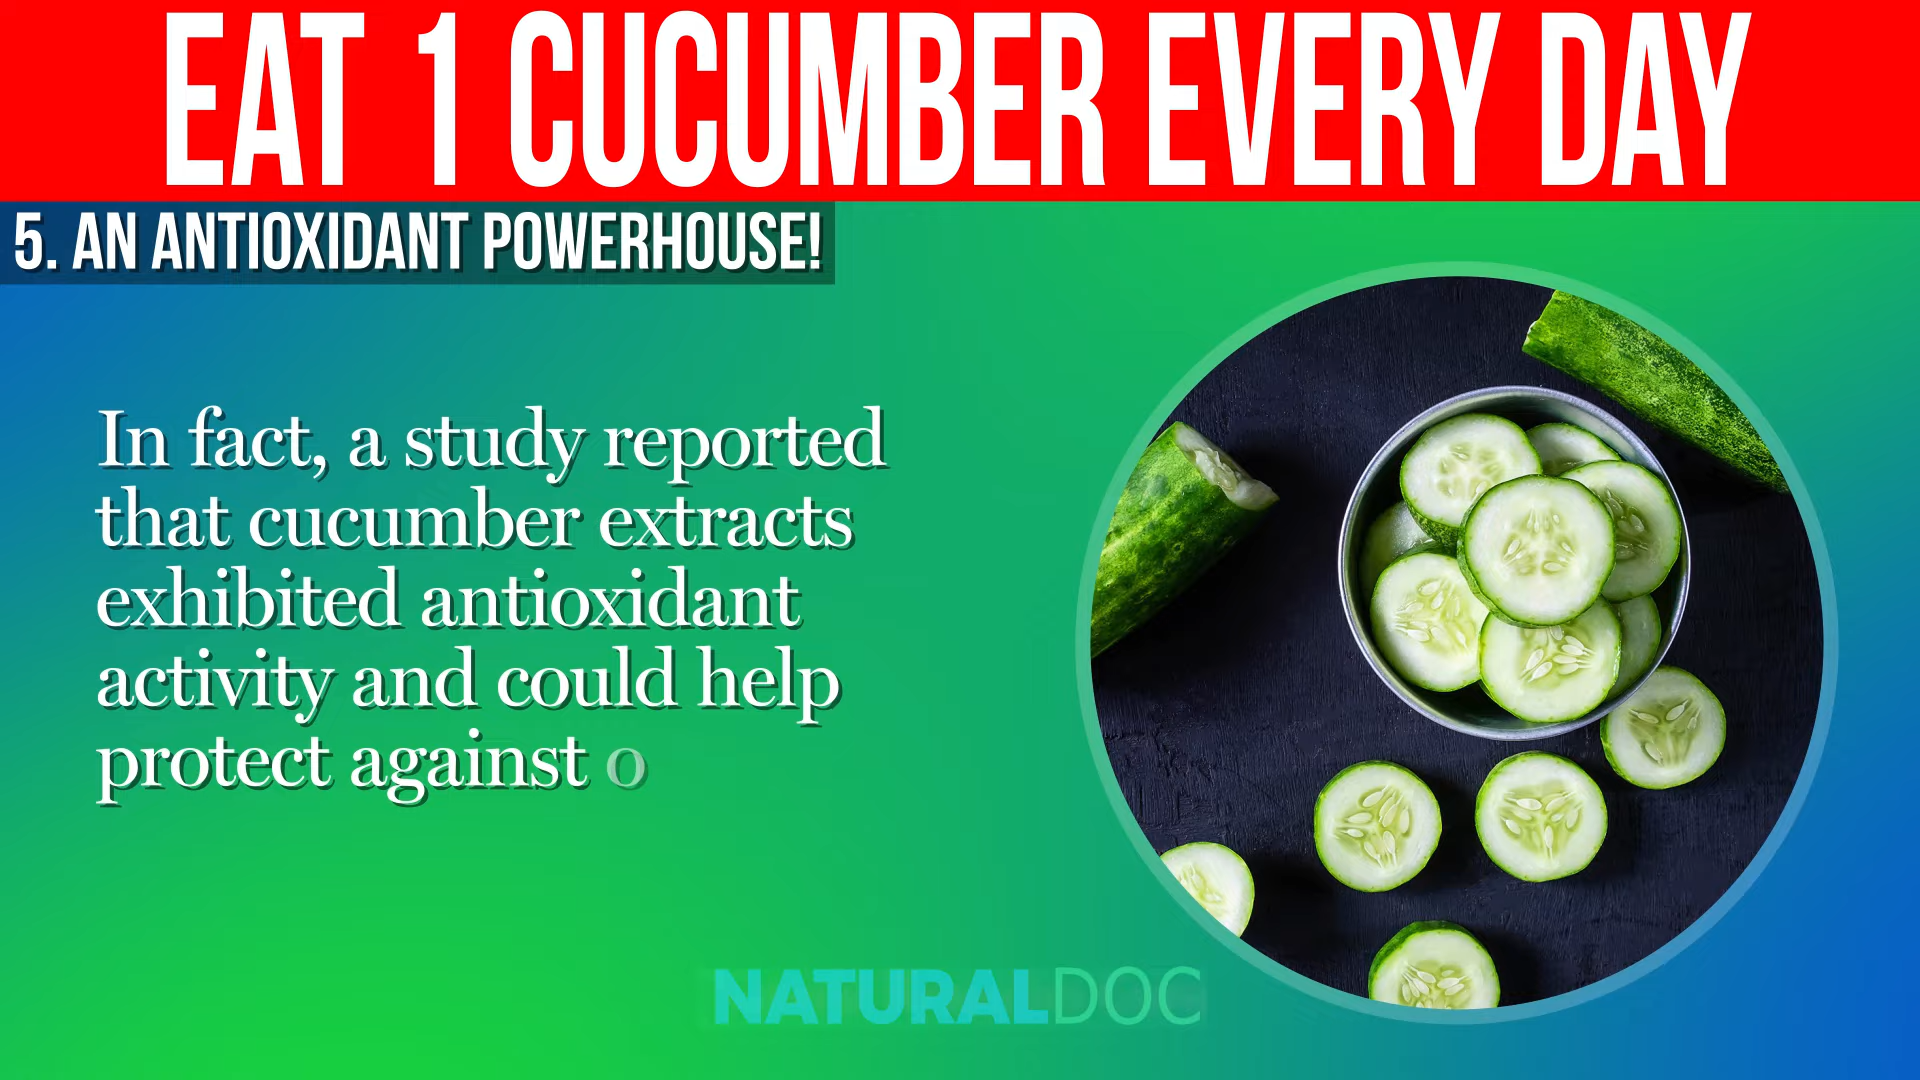 EAT 1 CUCUMBER EVERY DAY
5. AN ANTIOXIDANT POWERHOUSE!
In fact, a study reported
that cucumber extracts
exhibited antioxidant
activity and could help
protect against o
NATURALDOC